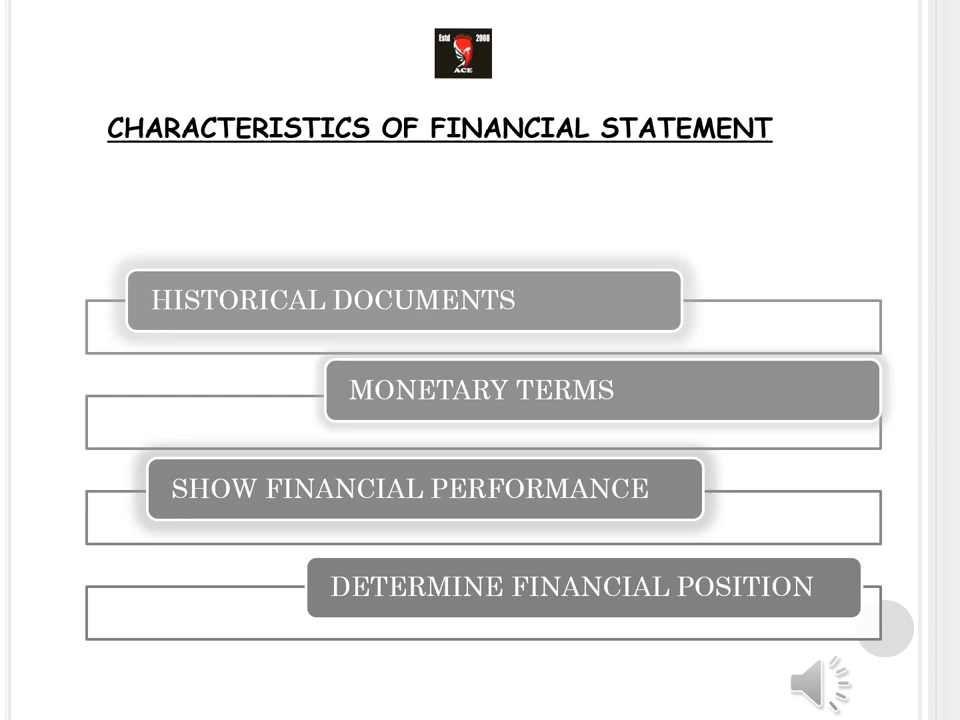 Estd 2008
ACE
CHARACTERISTICS OF FINANCIAL STATEMENT
HISTORICAL DOCUMENTS
MONETARY TERMS
SHOW FINANCIAL PERFORMANCE
DETERMINE FINANCIAL POSITION